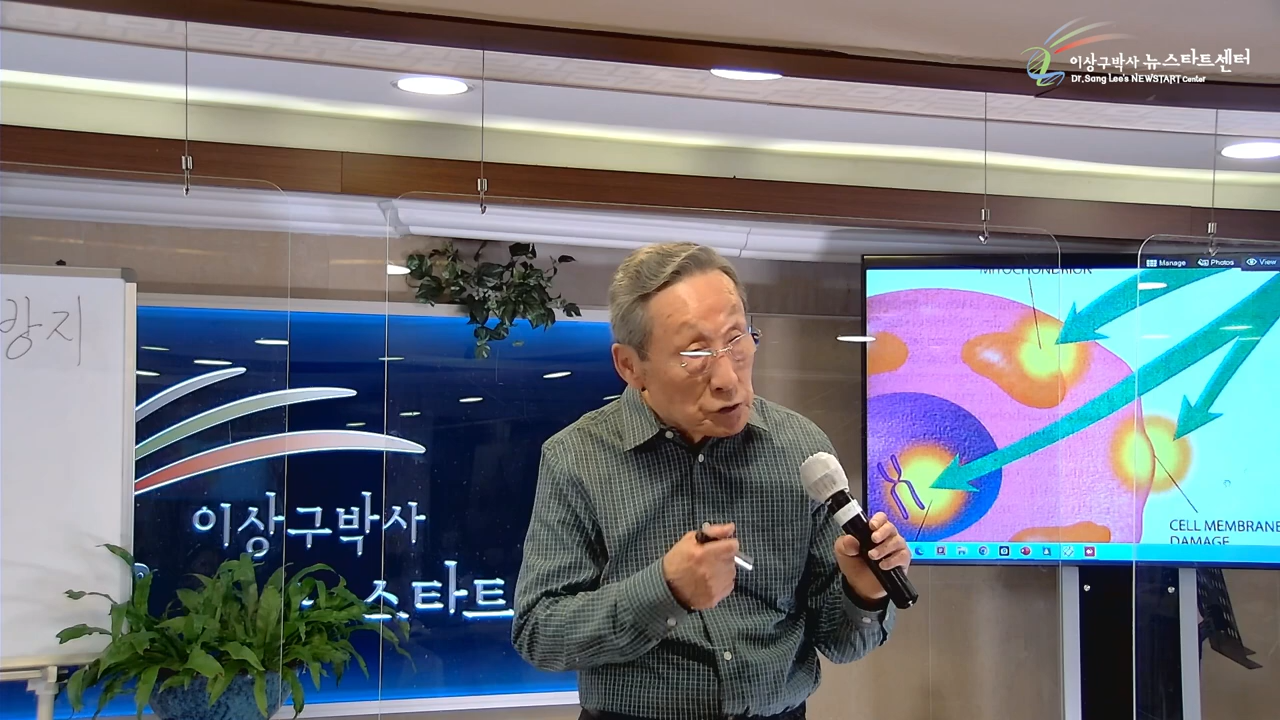 이상구박사 뉴스타트센터
Dr.Sang Lee's NEWSTART Center
Manage Photos View
MITOCHONDRION
방지
이상구박사
스타트
CELL MEMBRANE
DAMAGE